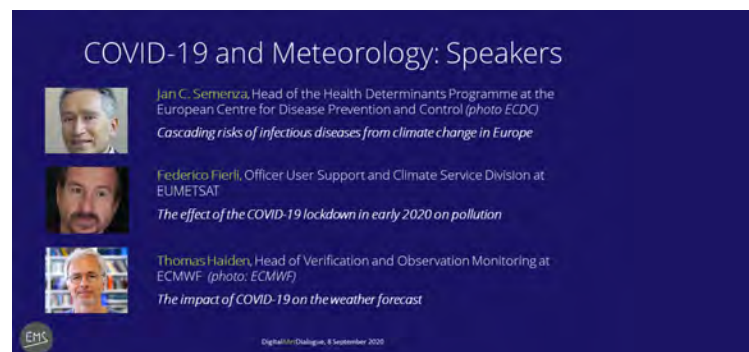 COVID-19 and Meteorology: Speakers
Jan C. Semenza, Head of the Health Determinants Programme at the
European Centre for Disease Prevention and Control (photo ECDC)
Cascading risks of infectious diseases from climate change in Europe
Federico Fierli, Officer User Support and Climate Service Division at
EUMETSAT
The effect of the COVID-19 lockdown in early 2020 on pollution
Thomas Haiden, Head of Verification and Observation Monitoring at
ECMWF (photo: ECMWF)
The impact of COVID-19 on the weather forecast
EMS
DigitalMetDialogue, 8 September 2020